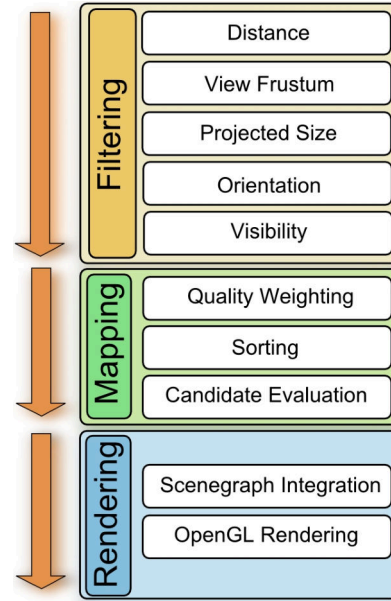 Filtering
Distance
View Frustum
Projected Size
Orientation
Visibility
Mapping
Quality Weighting
Sorting
Candidate Evaluation
Rendering
Scenegraph Integration
OpenGL Rendering